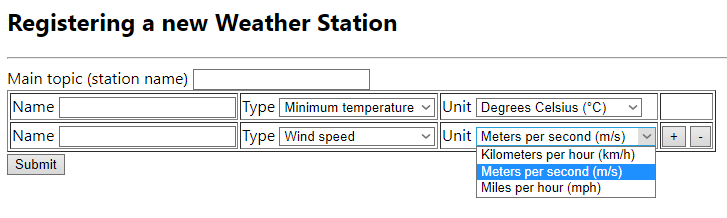 Registering a new Weather Station
Main topic (station name)
Name Type Minimum temperature Unit Degrees Celsius (°C)
Name Type Wind speed Unit Meters per second (m/s) + -
Kilometers per hour (km/h)
Meters per second (m/s)
Miles per hour (mph)
Submit